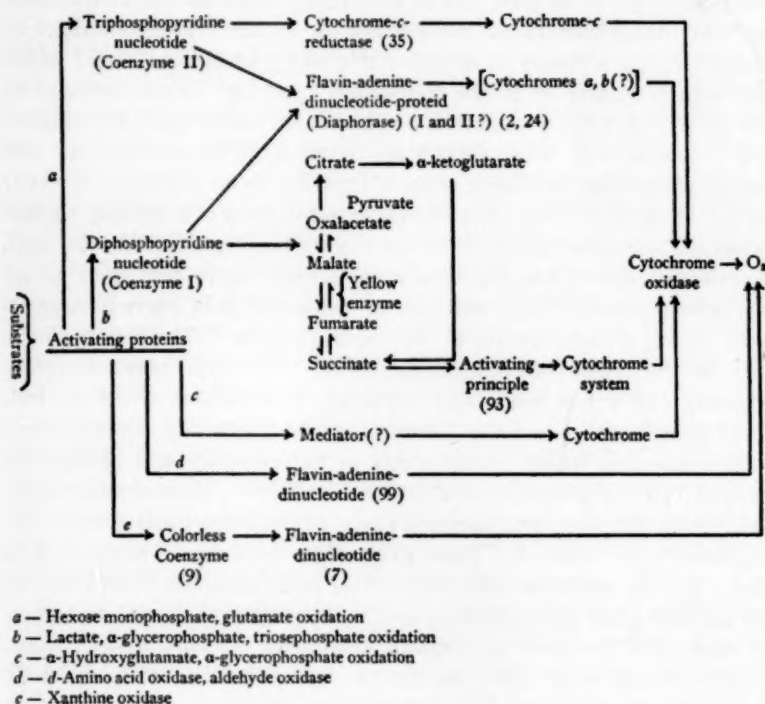 Triphosphopyridine nucleotide (Coenzyme II)
Cytochrome-c-reductase (35)
Cytochrome-c
Flavin-adenine-dinucleotide-proteid (Diaphorase) (I and II?) (2, 24)
[Cytochromes a, b(?)]
a
Citrate
α-ketoglutarate
Pyruvate
Oxalacetate
Diphosphopyridine nucleotide (Coenzyme I)
Malate
Yellow enzyme
Cytochrome oxidase
O₂
Fumarate
Substrates
b
Activating proteins
Succinate
Activating principle (93)
Cytochrome system
c
Mediator(?)
Cytochrome
d
Flavin-adenine-dinucleotide (99)
e
Colorless Coenzyme (9)
Flavin-adenine-dinucleotide (7)
a — Hexose monophosphate, glutamate oxidation
b — Lactate, α-glycerophosphate, triosephosphate oxidation
c — α-Hydroxyglutamate, α-glycerophosphate oxidation
d — d-Amino acid oxidase, aldehyde oxidase
c — Xanthine oxidase